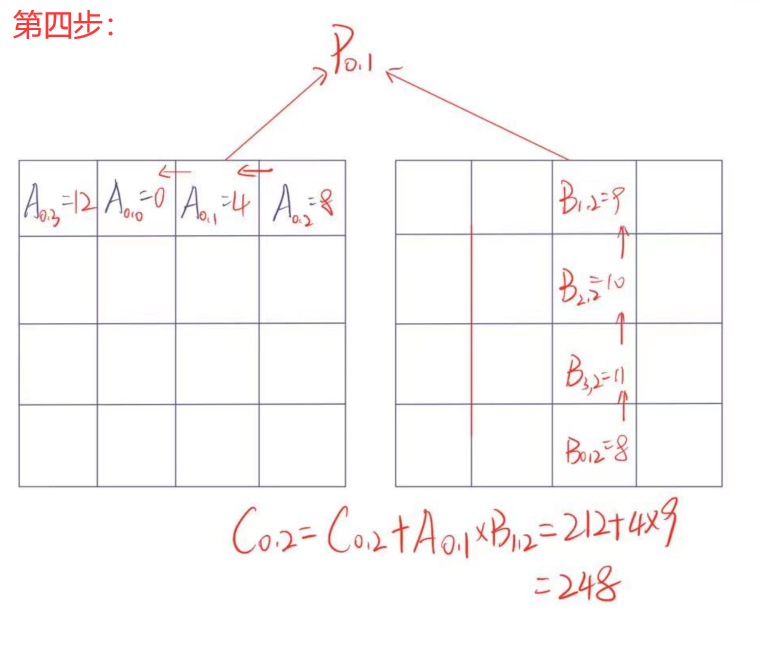 第四步：
P0,1
A0,3=12 A0,0=0 A0,1=4 A0,2=8
B1,2=9
B2,2=10
B3,2=11
B0,2=8
C0,2=C0,2+A0,1×B1,2=212+4×9
=248